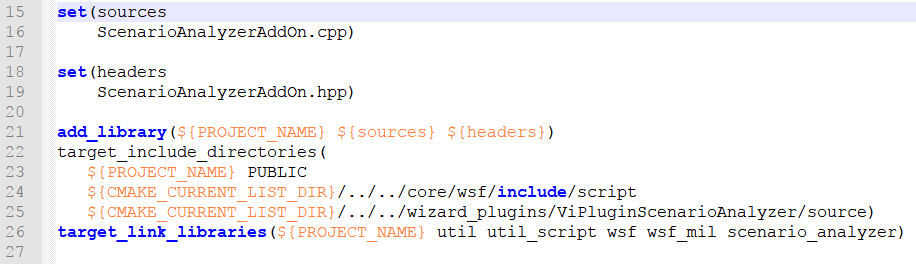 15 set(sources
16     ScenarioAnalyzerAddOn.cpp)
17
18 set(headers
19     ScenarioAnalyzerAddOn.hpp)
20
21 add_library(${PROJECT_NAME} ${sources} ${headers})
22 target_include_directories(
23    ${PROJECT_NAME} PUBLIC
24    ${CMAKE_CURRENT_LIST_DIR}/../../core/wsf/include/script
25    ${CMAKE_CURRENT_LIST_DIR}/../../wizard_plugins/ViPluginScenarioAnalyzer/source)
26 target_link_libraries(${PROJECT_NAME} util util_script wsf wsf_mil scenario_analyzer)
27